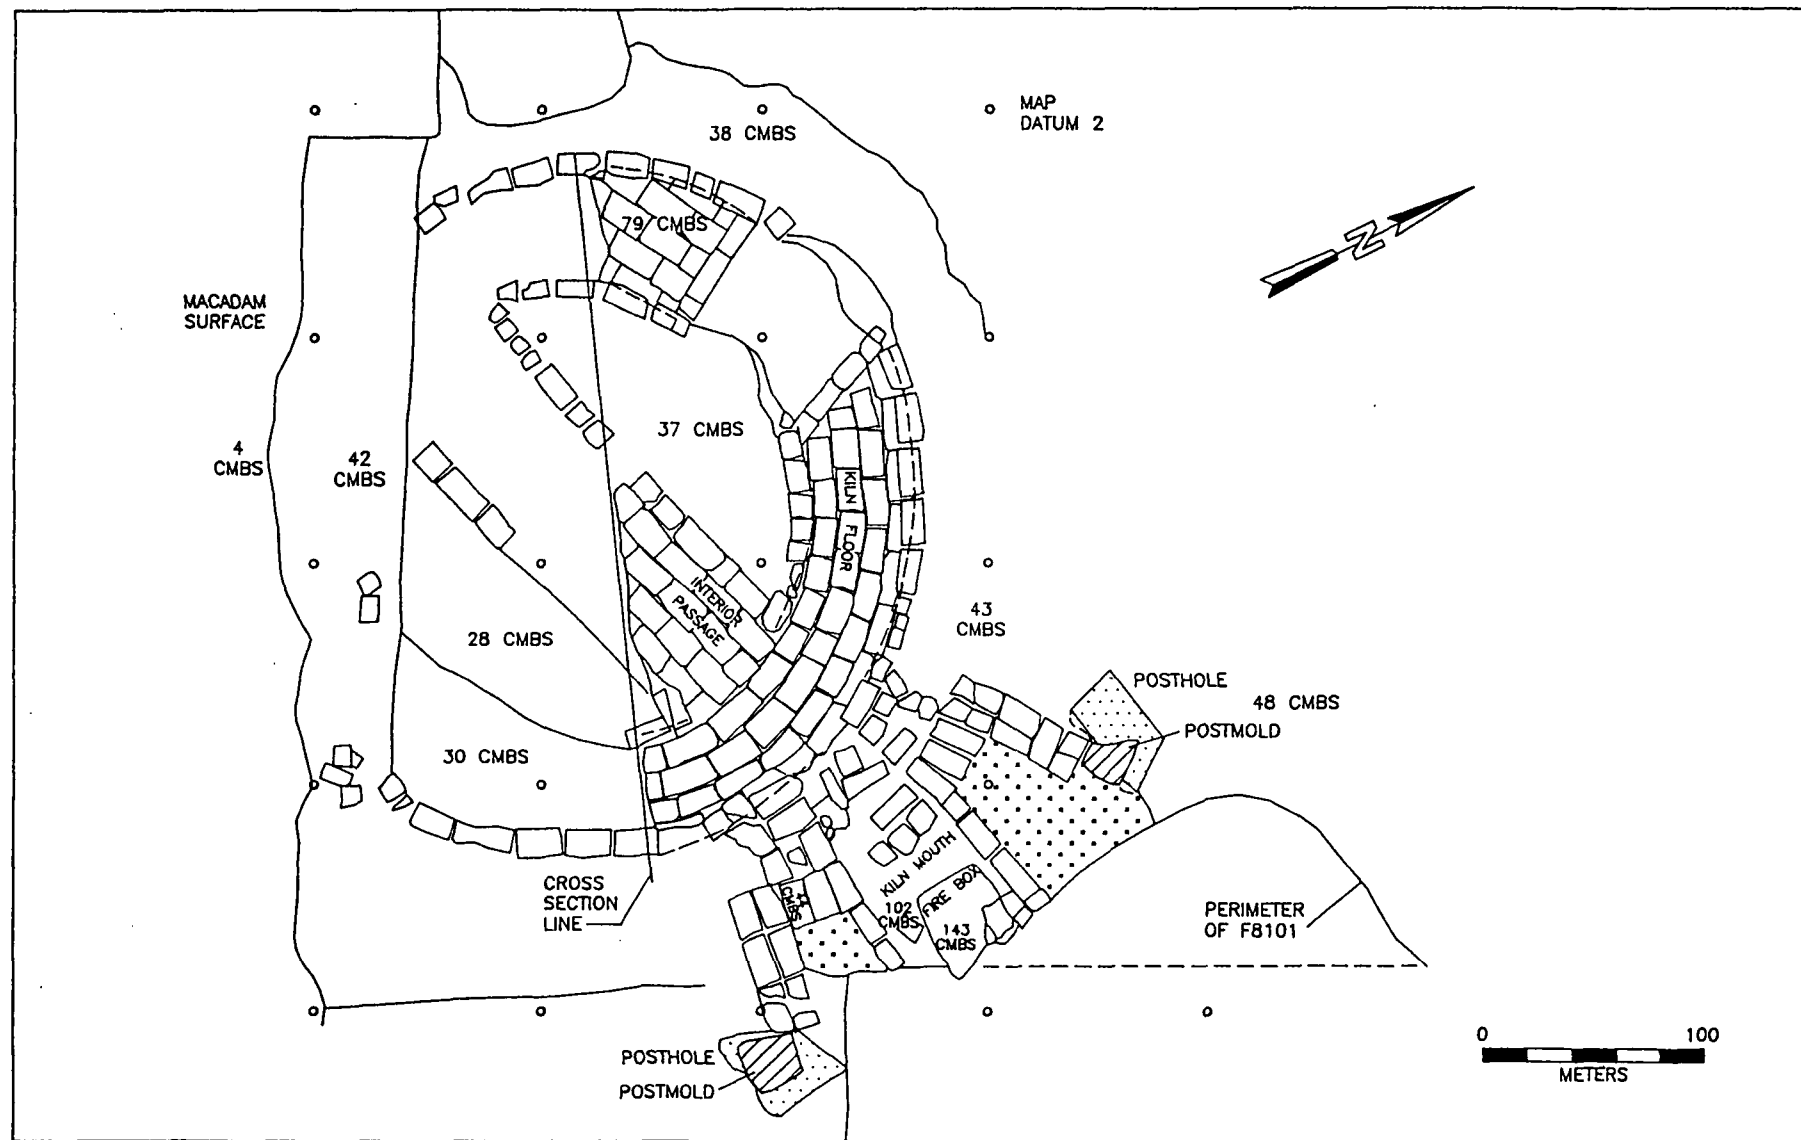 MAP
DATUM 2
38 CMBS
79 CMBS
N
MACADAM
SURFACE
37 CMBS
4
CMBS
42
CMBS
KILN FLOOR
INTERIOR
PASSAGE
43
CMBS
28 CMBS
POSTHOLE
48 CMBS
POSTMOLD
30 CMBS
KILN MOUTH
CROSS
SECTION
LINE
44
CMBS
FIRE BOX
102
CMBS
143
CMBS
PERIMETER
OF F8101
0 100
METERS
POSTHOLE
POSTMOLD